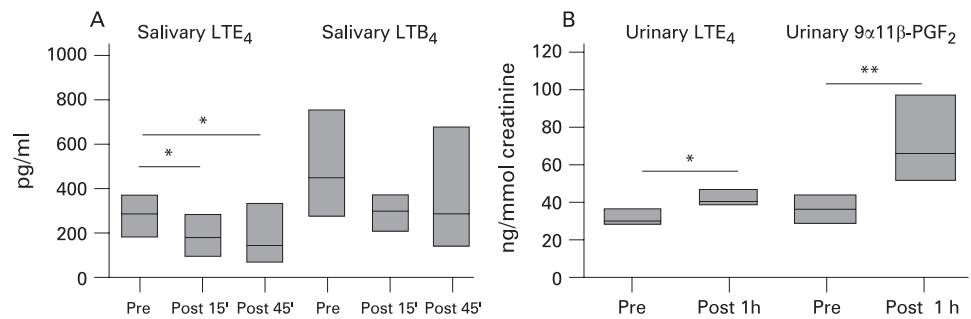 A
Salivary LTE₄ Salivary LTB₄
1000
800
600
400
200
0
pg/ml
*
*
Pre Post 15' Post 45' Pre Post 15' Post 45'
B
Urinary LTE₄ Urinary 9α11β-PGF₂
120
100
80
60
40
20
0
ng/mmol creatinine
*
**
Pre Post 1h Pre Post 1 h